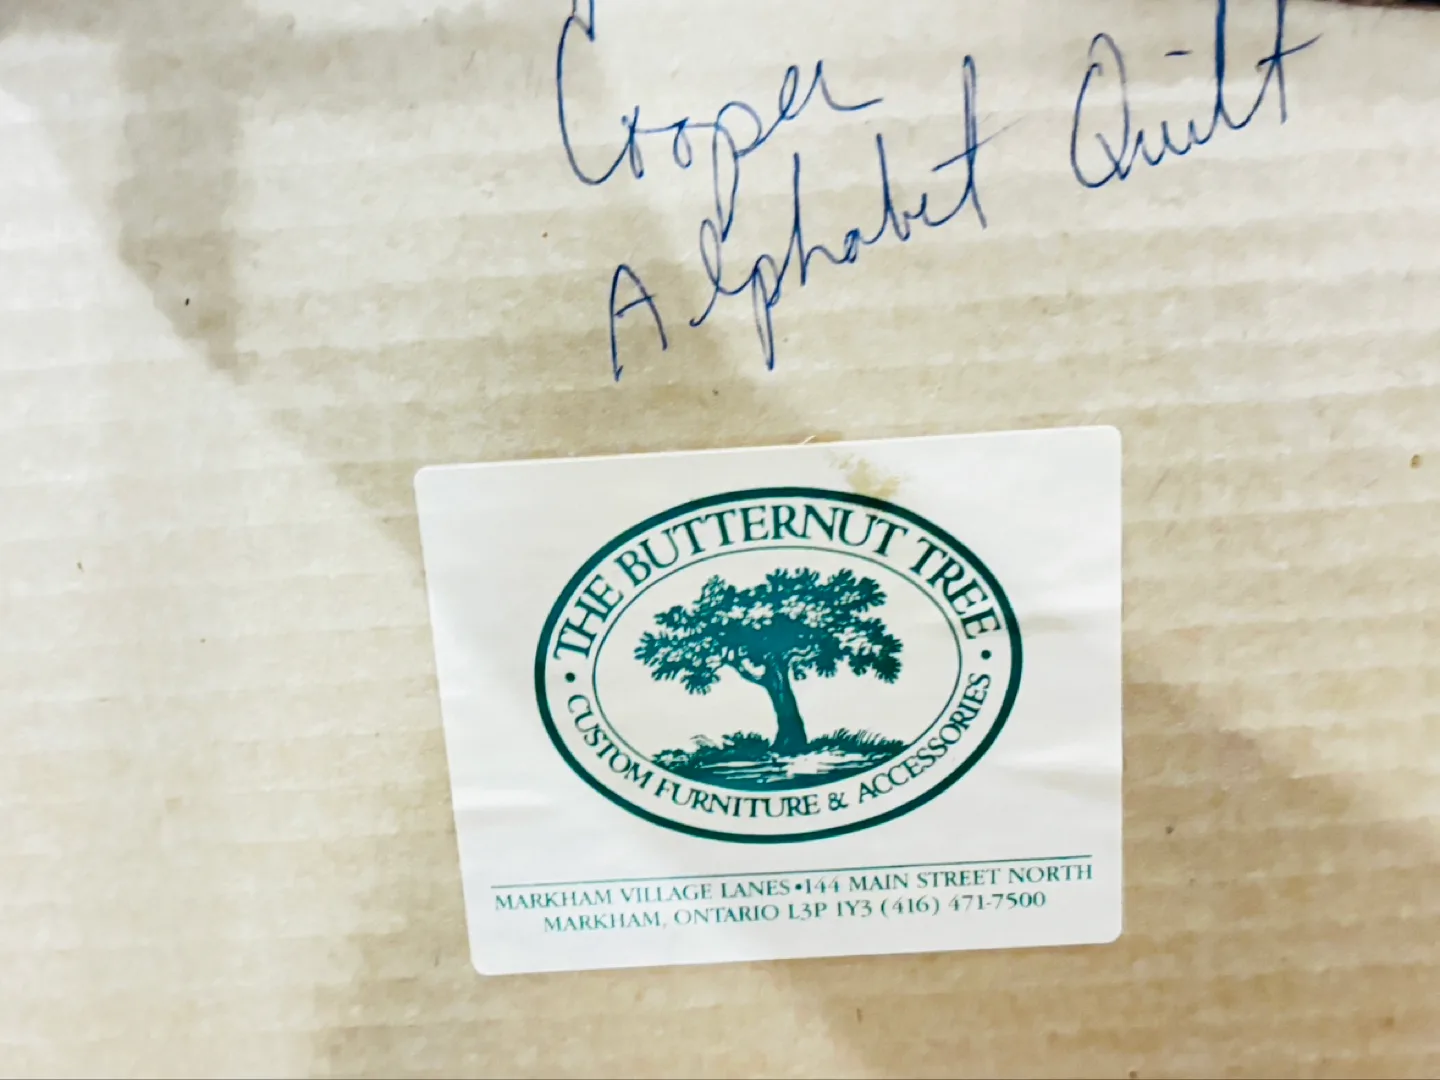 Cooper
Alphabet Quilt
THE BUTTERNUT TREE
• CUSTOM FURNITURE & ACCESSORIES •
MARKHAM VILLAGE LANES • 144 MAIN STREET NORTH
MARKHAM, ONTARIO L3P 1Y3 (416) 471-7500